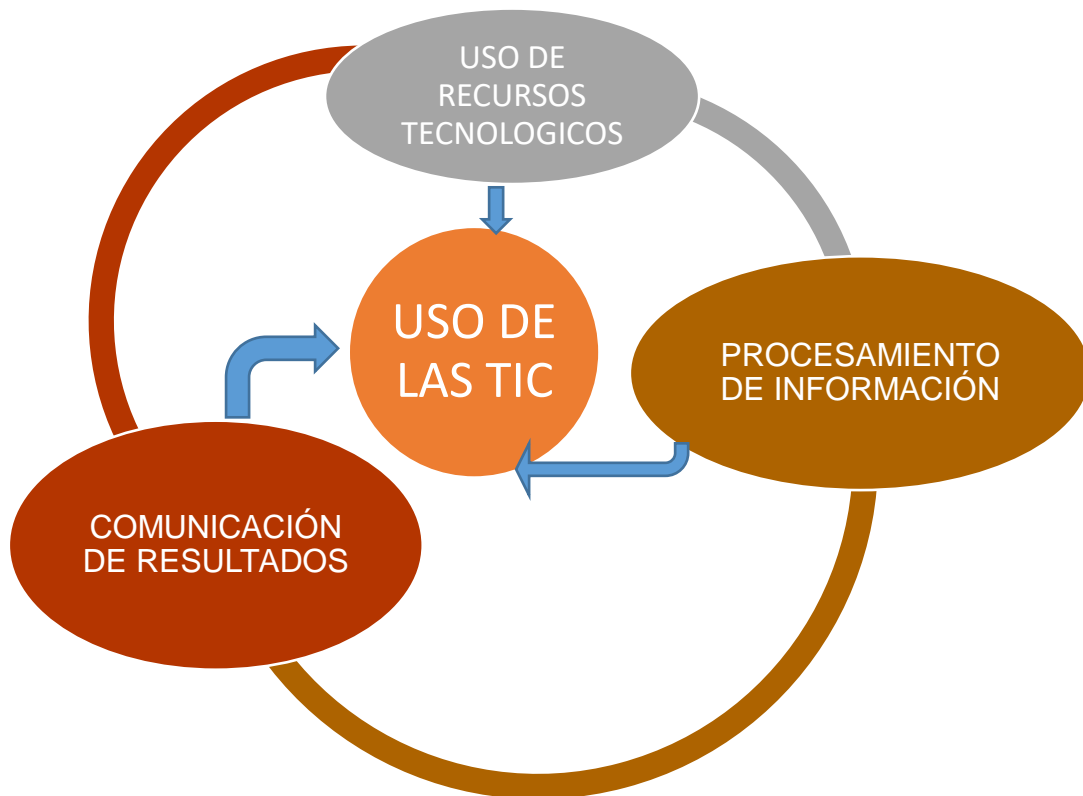 USO DE
RECURSOS
TECNOLOGICOS
USO DE
LAS TIC
PROCESAMIENTO
DE INFORMACIÓN
COMUNICACIÓN
DE RESULTADOS